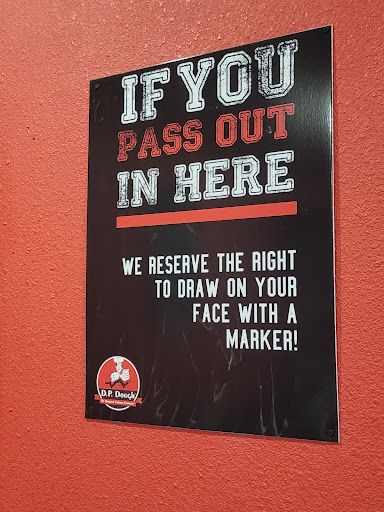 IF YOU
PASS OUT
IN HERE
WE RESERVE THE RIGHT
TO DRAW ON YOUR
FACE WITH A
MARKER!
D.P. Dough